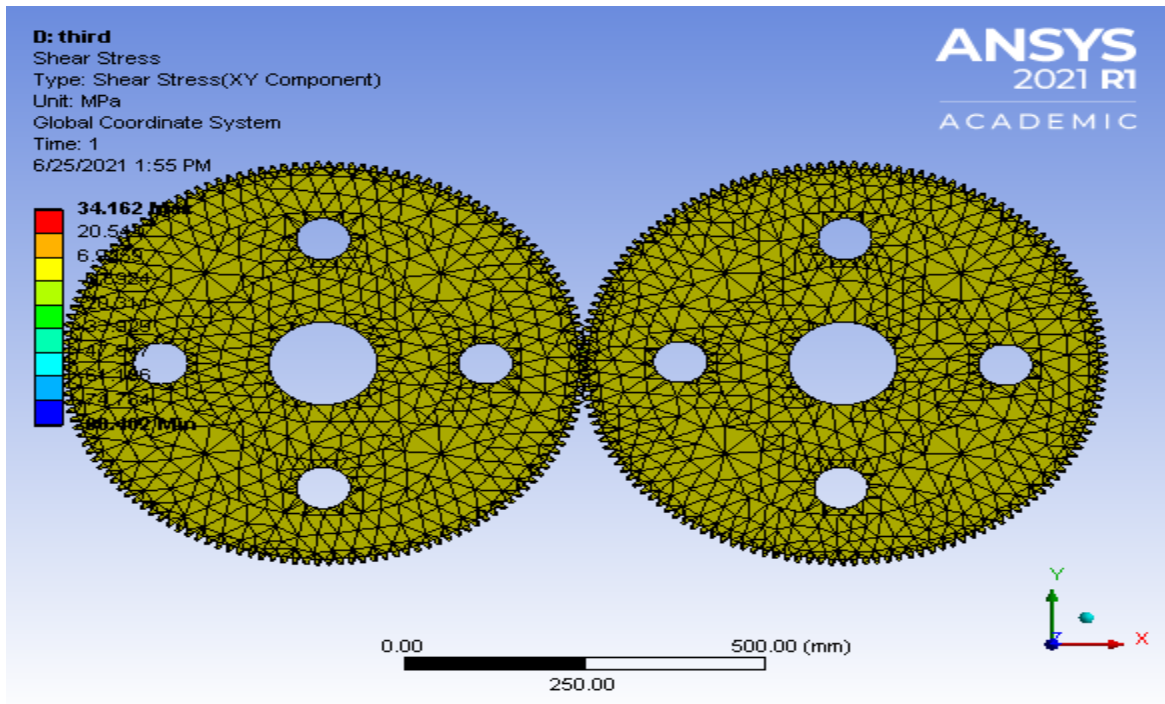 D: third
Shear Stress
Type: Shear Stress(XY Component)
Unit: MPa
Global Coordinate System
Time: 1
6/25/2021 1:55 PM
34.162 Max
ANSYS
2021 R1
ACADEMIC
0.00
500.00 (mm)
250.00
Y
X
Z